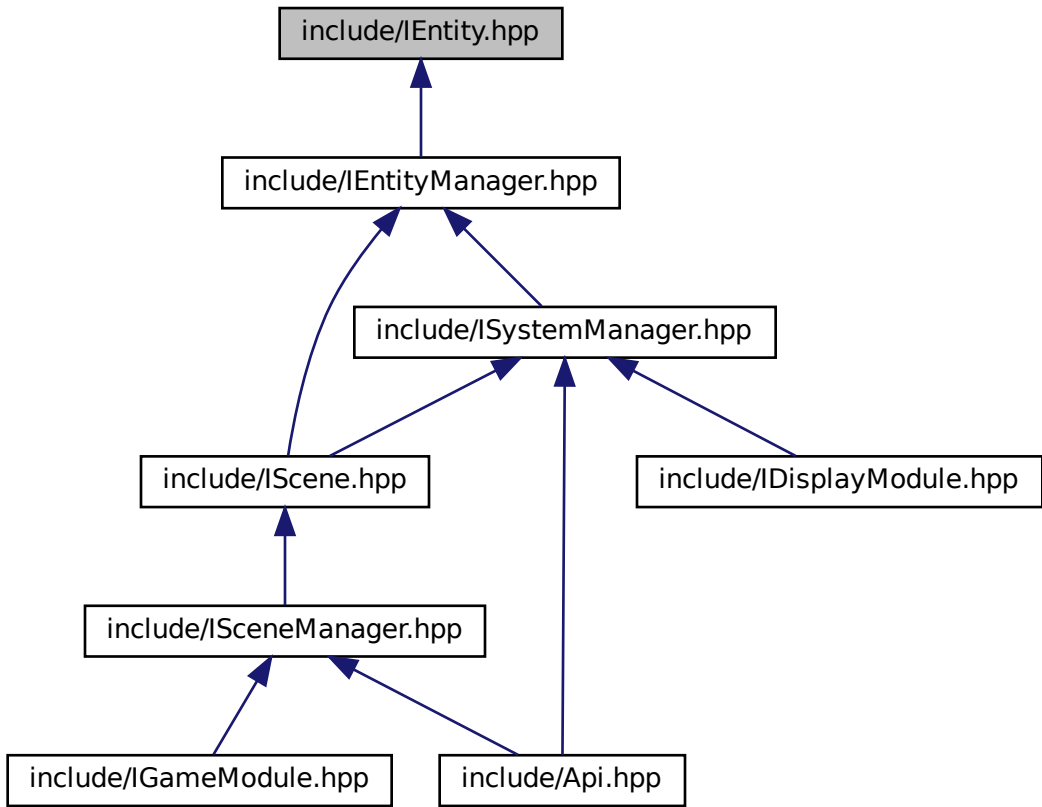 include/IEntity.hpp
include/IEntityManager.hpp
include/ISystemManager.hpp
include/IScene.hpp
include/IDisplayModule.hpp
include/ISceneManager.hpp
include/IGameModule.hpp
include/Api.hpp